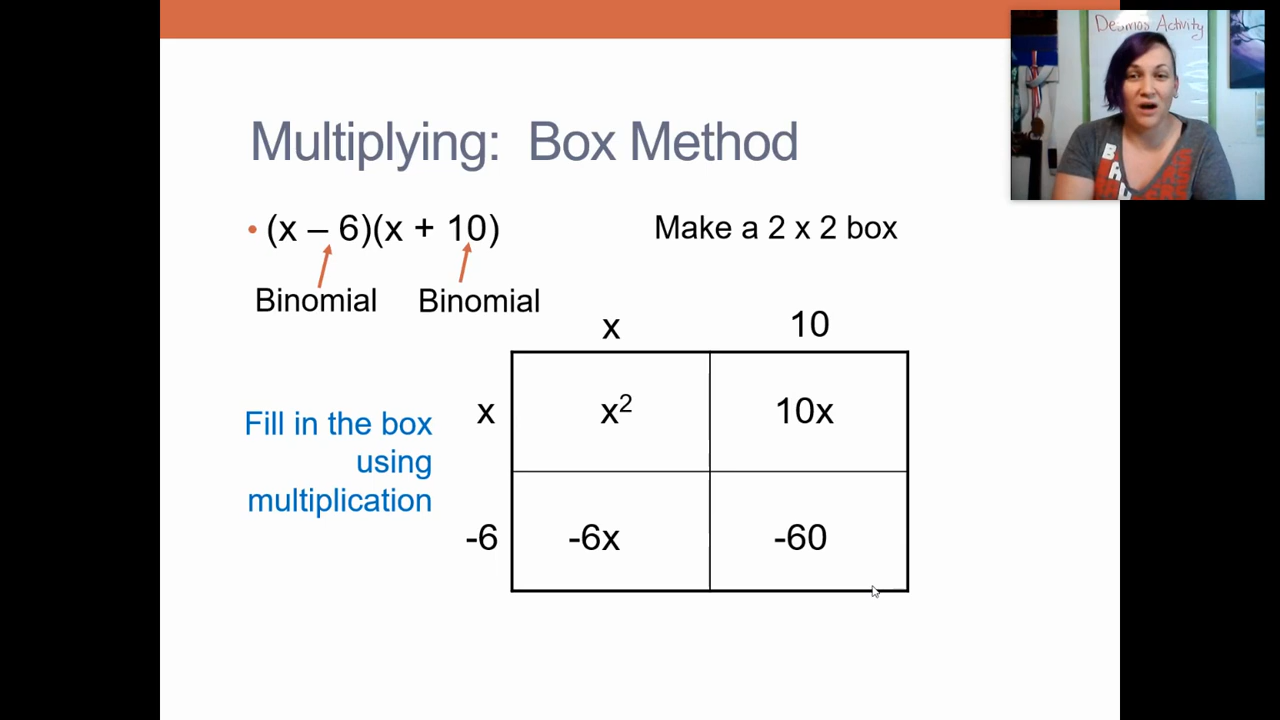 Desmos Activity
Multiplying: Box Method
• (x – 6)(x + 10)
Make a 2 x 2 box
Binomial Binomial
x 10
x x² 10x
Fill in the box
using
multiplication
-6 -6x -60